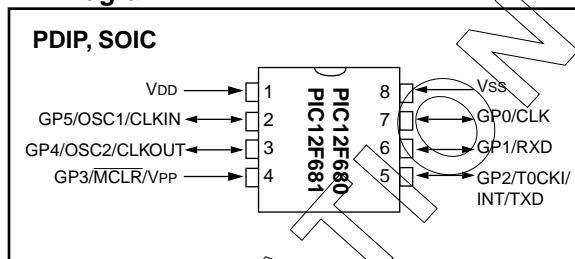 PDIP, SOIC
VDD 1
GP5/OSC1/CLKIN 2
GP4/OSC2/CLKOUT 3
GP3/MCLR/VPP 4
PIC12F680
PIC12F681
8 VSS
7 GP0/CLK
6 GP1/RXD
5 GP2/T0CKI/
INT/TXD